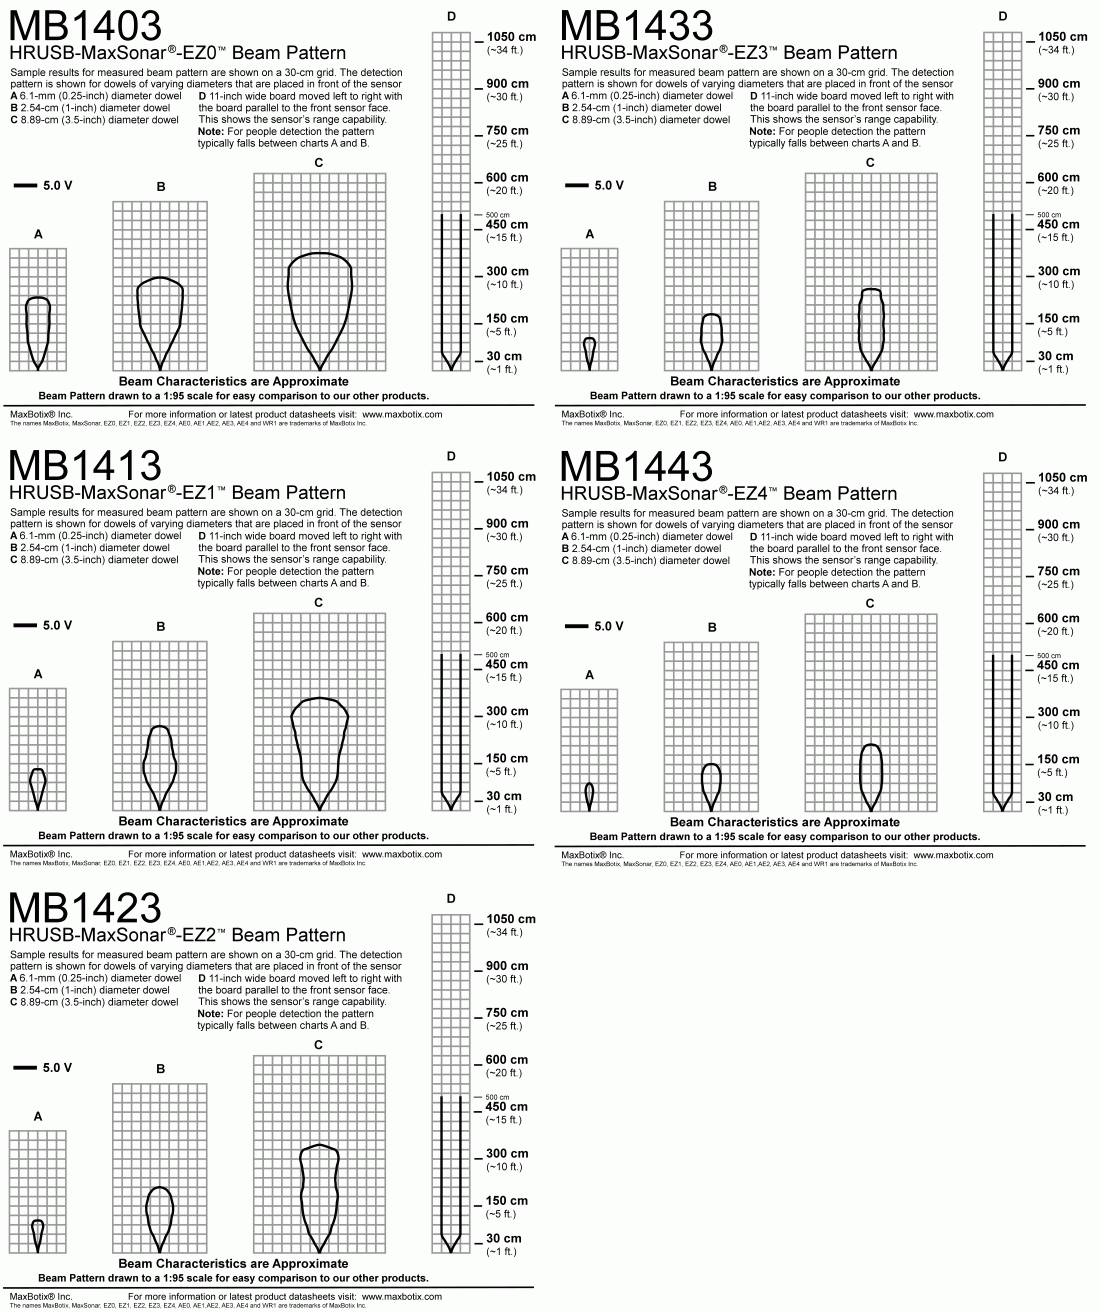 MB1403
HRUSB-MaxSonar®-EZ0™ Beam Pattern
Sample results for measured beam pattern are shown on a 30-cm grid. The detection
pattern is shown for dowels of varying diameters that are placed in front of the sensor
A 6.1-mm (0.25-inch) diameter dowel
B 2.54-cm (1-inch) diameter dowel
C 8.89-cm (3.5-inch) diameter dowel
D 11-inch wide board moved left to right with
the board parallel to the front sensor face.
This shows the sensor's range capability.
Note: For people detection the pattern
typically falls between charts A and B.
5.0 V
A
B
C
D
1050 cm
(~34 ft.)
900 cm
(~30 ft.)
750 cm
(~25 ft.)
600 cm
(~20 ft.)
500 cm
450 cm
(~15 ft.)
300 cm
(~10 ft.)
150 cm
(~5 ft.)
30 cm
(~1 ft.)
Beam Characteristics are Approximate
Beam Pattern drawn to a 1:95 scale for easy comparison to our other products.
MaxBotix® Inc.
For more information or latest product datasheets visit: www.maxbotix.com
The names MaxBotix, MaxSonar, EZ0, EZ1, EZ2, EZ3, EZ4, AE0, AE1,AE2, AE3, AE4 and WR1 are trademarks of MaxBotix Inc.
MB1433
HRUSB-MaxSonar®-EZ3™ Beam Pattern
Sample results for measured beam pattern are shown on a 30-cm grid. The detection
pattern is shown for dowels of varying diameters that are placed in front of the sensor
A 6.1-mm (0.25-inch) diameter dowel
B 2.54-cm (1-inch) diameter dowel
C 8.89-cm (3.5-inch) diameter dowel
D 11-inch wide board moved left to right with
the board parallel to the front sensor face.
This shows the sensor's range capability.
Note: For people detection the pattern
typically falls between charts A and B.
5.0 V
A
B
C
D
1050 cm
(~34 ft.)
900 cm
(~30 ft.)
750 cm
(~25 ft.)
600 cm
(~20 ft.)
500 cm
450 cm
(~15 ft.)
300 cm
(~10 ft.)
150 cm
(~5 ft.)
30 cm
(~1 ft.)
Beam Characteristics are Approximate
Beam Pattern drawn to a 1:95 scale for easy comparison to our other products.
MaxBotix® Inc.
For more information or latest product datasheets visit: www.maxbotix.com
The names MaxBotix, MaxSonar, EZ0, EZ1, EZ2, EZ3, EZ4, AE0, AE1,AE2, AE3, AE4 and WR1 are trademarks of MaxBotix Inc.
MB1413
HRUSB-MaxSonar®-EZ1™ Beam Pattern
Sample results for measured beam pattern are shown on a 30-cm grid. The detection
pattern is shown for dowels of varying diameters that are placed in front of the sensor
A 6.1-mm (0.25-inch) diameter dowel
B 2.54-cm (1-inch) diameter dowel
C 8.89-cm (3.5-inch) diameter dowel
D 11-inch wide board moved left to right with
the board parallel to the front sensor face.
This shows the sensor's range capability.
Note: For people detection the pattern
typically falls between charts A and B.
5.0 V
A
B
C
D
1050 cm
(~34 ft.)
900 cm
(~30 ft.)
750 cm
(~25 ft.)
600 cm
(~20 ft.)
500 cm
450 cm
(~15 ft.)
300 cm
(~10 ft.)
150 cm
(~5 ft.)
30 cm
(~1 ft.)
Beam Characteristics are Approximate
Beam Pattern drawn to a 1:95 scale for easy comparison to our other products.
MaxBotix® Inc.
For more information or latest product datasheets visit: www.maxbotix.com
The names MaxBotix, MaxSonar, EZ0, EZ1, EZ2, EZ3, EZ4, AE0, AE1,AE2, AE3, AE4 and WR1 are trademarks of MaxBotix Inc.
MB1443
HRUSB-MaxSonar®-EZ4™ Beam Pattern
Sample results for measured beam pattern are shown on a 30-cm grid. The detection
pattern is shown for dowels of varying diameters that are placed in front of the sensor
A 6.1-mm (0.25-inch) diameter dowel
B 2.54-cm (1-inch) diameter dowel
C 8.89-cm (3.5-inch) diameter dowel
D 11-inch wide board moved left to right with
the board parallel to the front sensor face.
This shows the sensor's range capability.
Note: For people detection the pattern
typically falls between charts A and B.
5.0 V
A
B
C
D
1050 cm
(~34 ft.)
900 cm
(~30 ft.)
750 cm
(~25 ft.)
600 cm
(~20 ft.)
500 cm
450 cm
(~15 ft.)
300 cm
(~10 ft.)
150 cm
(~5 ft.)
30 cm
(~1 ft.)
Beam Characteristics are Approximate
Beam Pattern drawn to a 1:95 scale for easy comparison to our other products.
MaxBotix® Inc.
For more information or latest product datasheets visit: www.maxbotix.com
The names MaxBotix, MaxSonar, EZ0, EZ1, EZ2, EZ3, EZ4, AE0, AE1,AE2, AE3, AE4 and WR1 are trademarks of MaxBotix Inc.
MB1423
HRUSB-MaxSonar®-EZ2™ Beam Pattern
Sample results for measured beam pattern are shown on a 30-cm grid. The detection
pattern is shown for dowels of varying diameters that are placed in front of the sensor
A 6.1-mm (0.25-inch) diameter dowel
B 2.54-cm (1-inch) diameter dowel
C 8.89-cm (3.5-inch) diameter dowel
D 11-inch wide board moved left to right with
the board parallel to the front sensor face.
This shows the sensor's range capability.
Note: For people detection the pattern
typically falls between charts A and B.
5.0 V
A
B
C
D
1050 cm
(~34 ft.)
900 cm
(~30 ft.)
750 cm
(~25 ft.)
600 cm
(~20 ft.)
500 cm
450 cm
(~15 ft.)
300 cm
(~10 ft.)
150 cm
(~5 ft.)
30 cm
(~1 ft.)
Beam Characteristics are Approximate
Beam Pattern drawn to a 1:95 scale for easy comparison to our other products.
MaxBotix® Inc.
For more information or latest product datasheets visit: www.maxbotix.com
The names MaxBotix, MaxSonar, EZ0, EZ1, EZ2, EZ3, EZ4, AE0, AE1,AE2, AE3, AE4 and WR1 are trademarks of MaxBotix Inc.